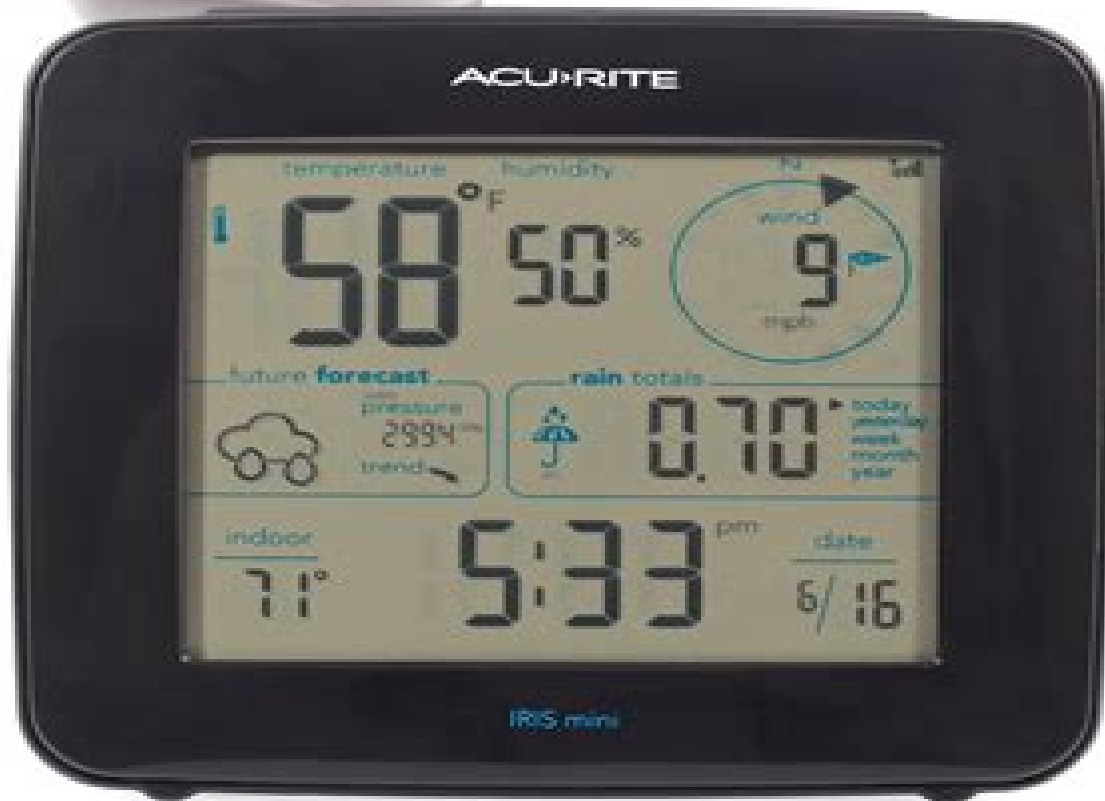 ACU›RITE
temperature humidity N
58°F 50% wind
9
mph
future forecast rain totals
pressure
29.94
trend
0.70 today
yesterday
week
month
year
indoor 5:33 pm date
71° 6/16
IRIS mini